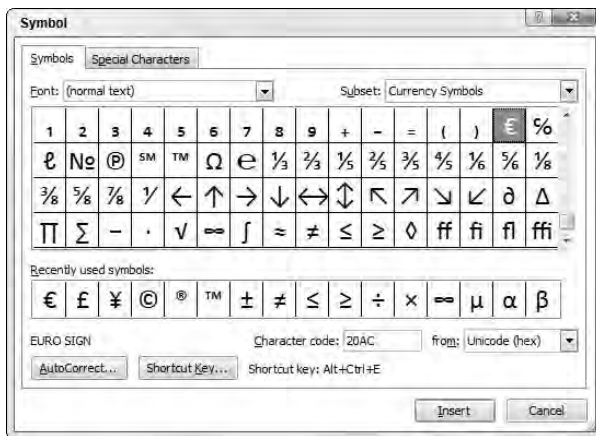 Symbol
Symbols Special Characters
Font: (normal text) Subset: Currency Symbols
1 2 3 4 5 6 7 8 9 + − = ( ) € ℅
ℓ № ℗ ℠ ™ Ω ℮ ⅓ ⅔ ⅕ ⅖ ⅗ ⅘ ⅙ ⅚ ⅛
⅜ ⅝ ⅞ ⅟ ← ↑ → ↓ ↔ ↕ ↖ ↗ ↘ ↙ ∂ ∆
∏ ∑ − ∙ √ ∞ ∫ ≈ ≠ ≤ ≥ ◊ ff fi fl ffi
Recently used symbols:
€ £ ¥ © ® ™ ± ≠ ≤ ≥ ÷ × ∞ µ α β
EURO SIGN Character code: 20AC from: Unicode (hex)
AutoCorrect... Shortcut Key... Shortcut key: Alt+Ctrl+E
Insert Cancel